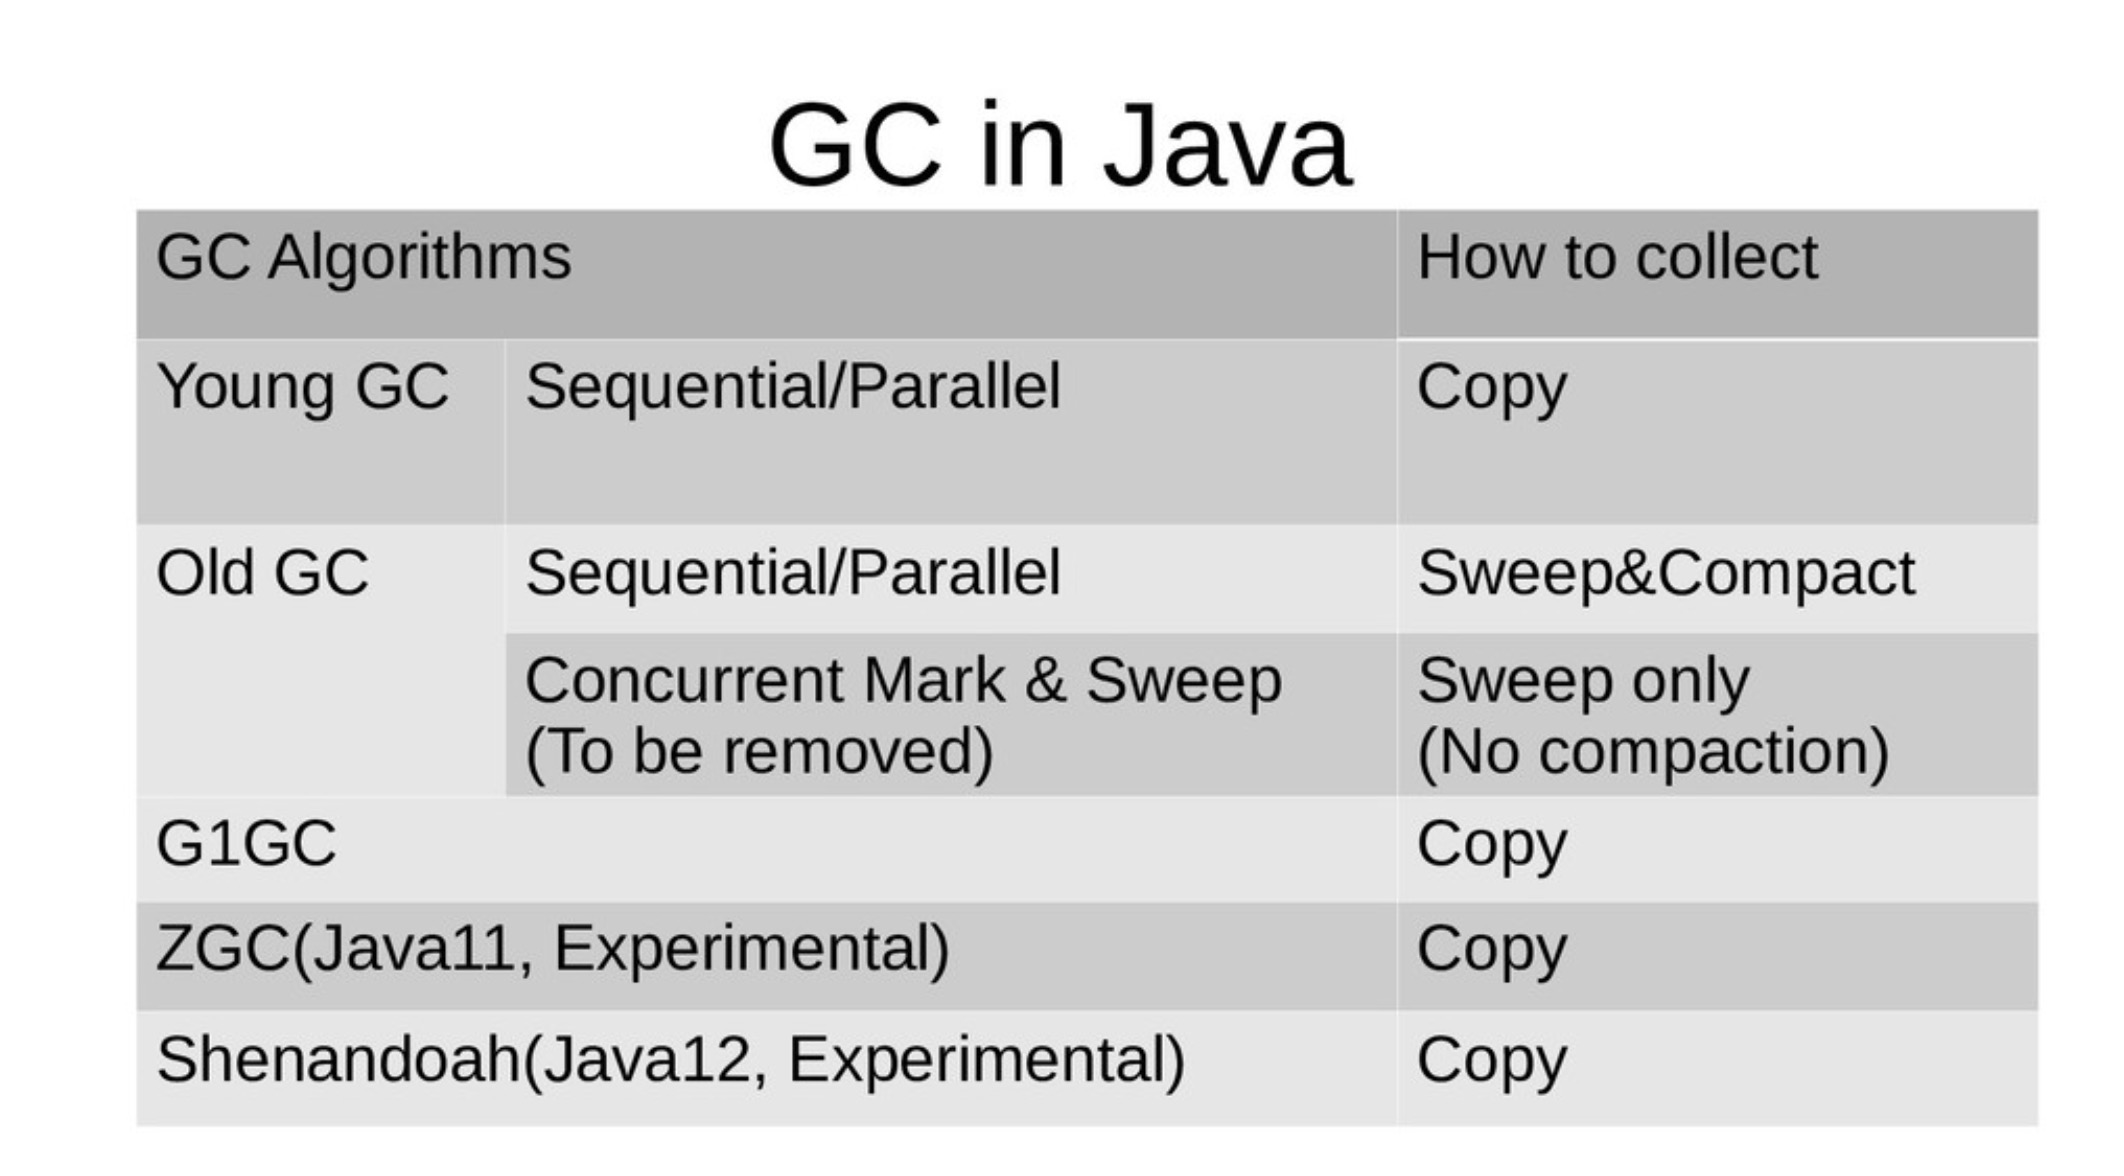 GC in Java
GC Algorithms How to collect
Young GC Sequential/Parallel Copy
Old GC Sequential/Parallel Sweep&Compact
Concurrent Mark & Sweep Sweep only
(To be removed) (No compaction)
G1GC Copy
ZGC(Java11, Experimental) Copy
Shenandoah(Java12, Experimental) Copy